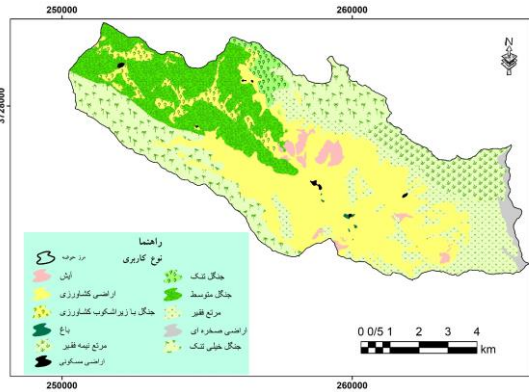 250000 260000
N
3728000
راهنما
نوع کاربری
مرز حوضه
آیش
اراضی کشاورزی
جنگل با زیراشکوب کشاورزی
باغ
مرتع نیمه فقیر
اراضی مسکونی
جنگل تنک
جنگل متوسط
مرتع فقیر
اراضی صخره ای
جنگل خیلی تنک
0 0/5 1 2 3 4
km
250000 260000